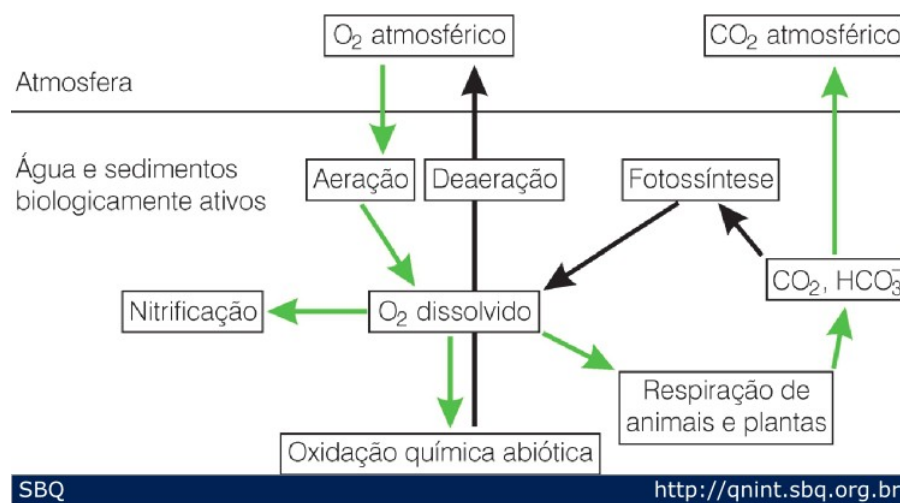 O₂ atmosférico
CO₂ atmosférico
Atmosfera
Água e sedimentos
biologicamente ativos
Aeração
Deaeração
Fotossíntese
CO₂, HCO₃⁻
Nitrificação
O₂ dissolvido
Respiração de
animais e plantas
Oxidação química abiótica
SBQ
http://qnint.sbq.org.br